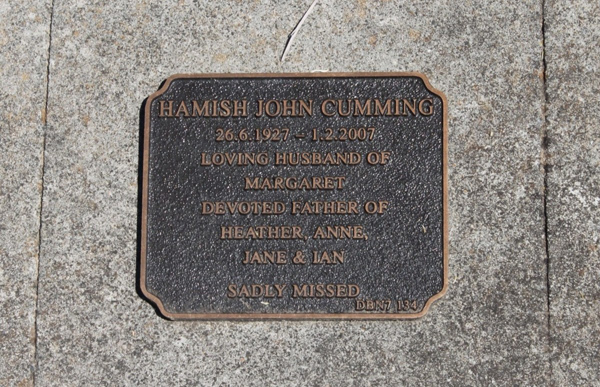 HAMISH JOHN CUMMING
26.6.1927 – 1.2.2007
LOVING HUSBAND OF
MARGARET
DEVOTED FATHER OF
HEATHER, ANNE,
JANE & IAN
SADLY MISSED
DBN7 134